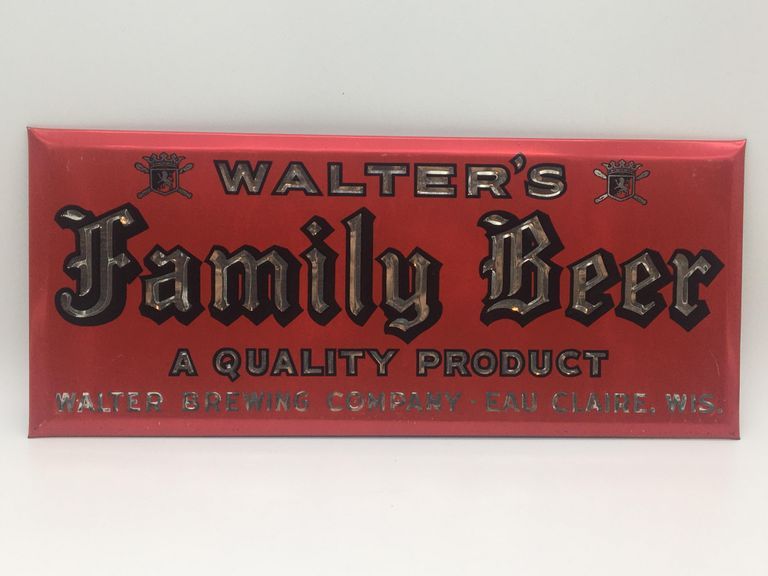 WALTER'S
Family Beer
A QUALITY PRODUCT
WALTER BREWING COMPANY · EAU CLAIRE, WIS.